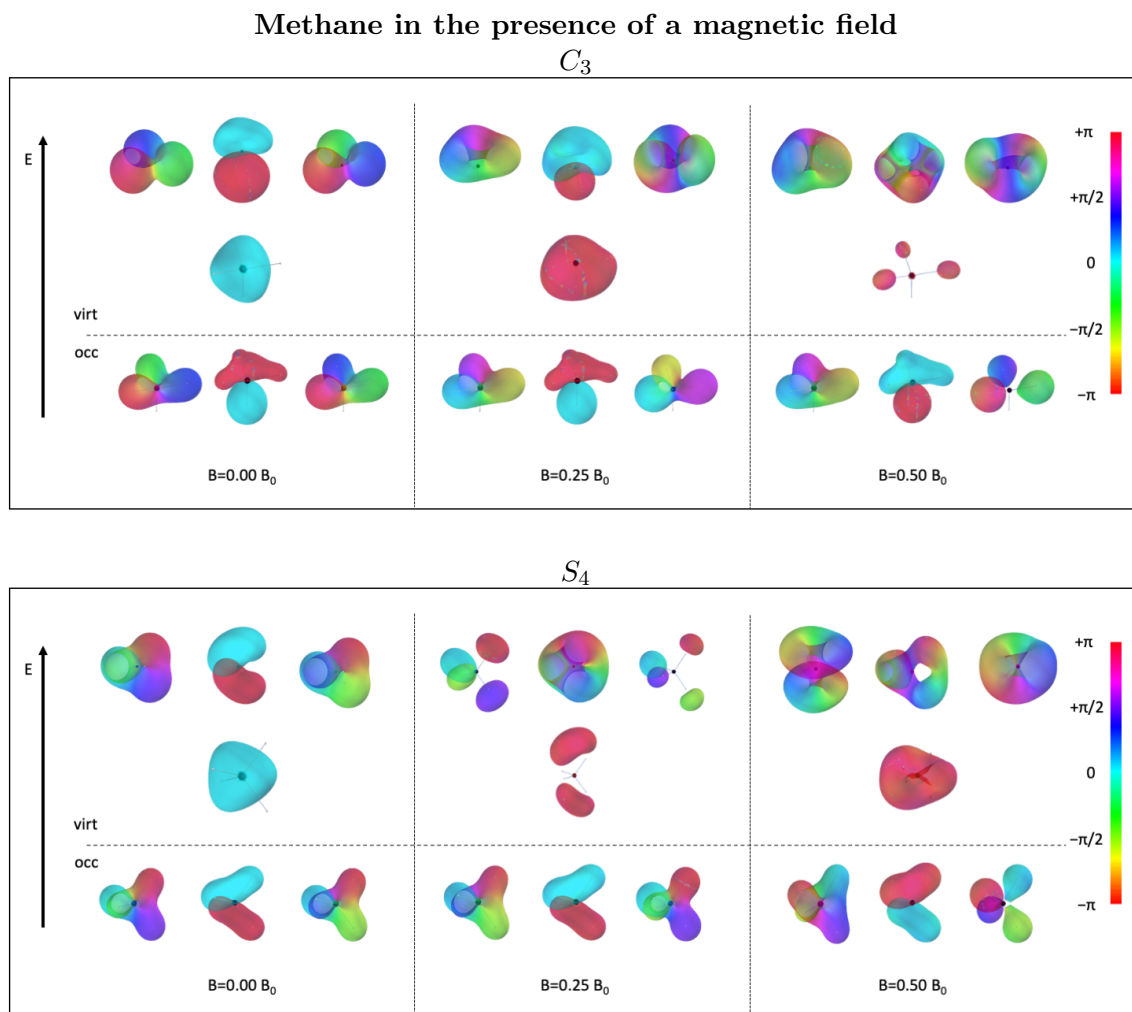 Methane in the presence of a magnetic field
C₃
E
virt
occ
B=0.00 B₀
B=0.25 B₀
B=0.50 B₀
+π
+π/2
0
−π/2
−π
S₄
E
virt
occ
B=0.00 B₀
B=0.25 B₀
B=0.50 B₀
+π
+π/2
0
−π/2
−π